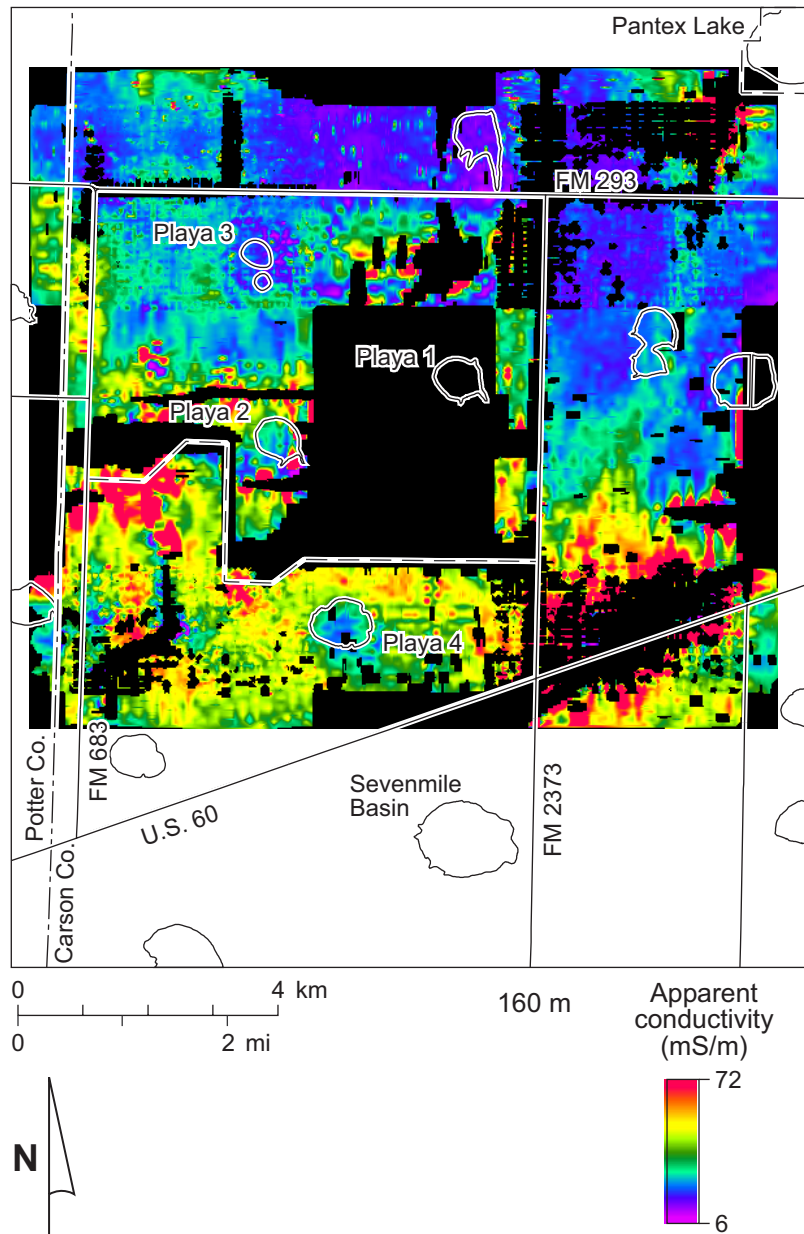 Pantex Lake
FM 293
Playa 3
Playa 1
Playa 2
Playa 4
Potter Co.
Carson Co.
FM 683
U.S. 60
Sevenmile
Basin
FM 2373
0 4 km
0 2 mi
160 m
Apparent
conductivity
(mS/m)
72
6
N